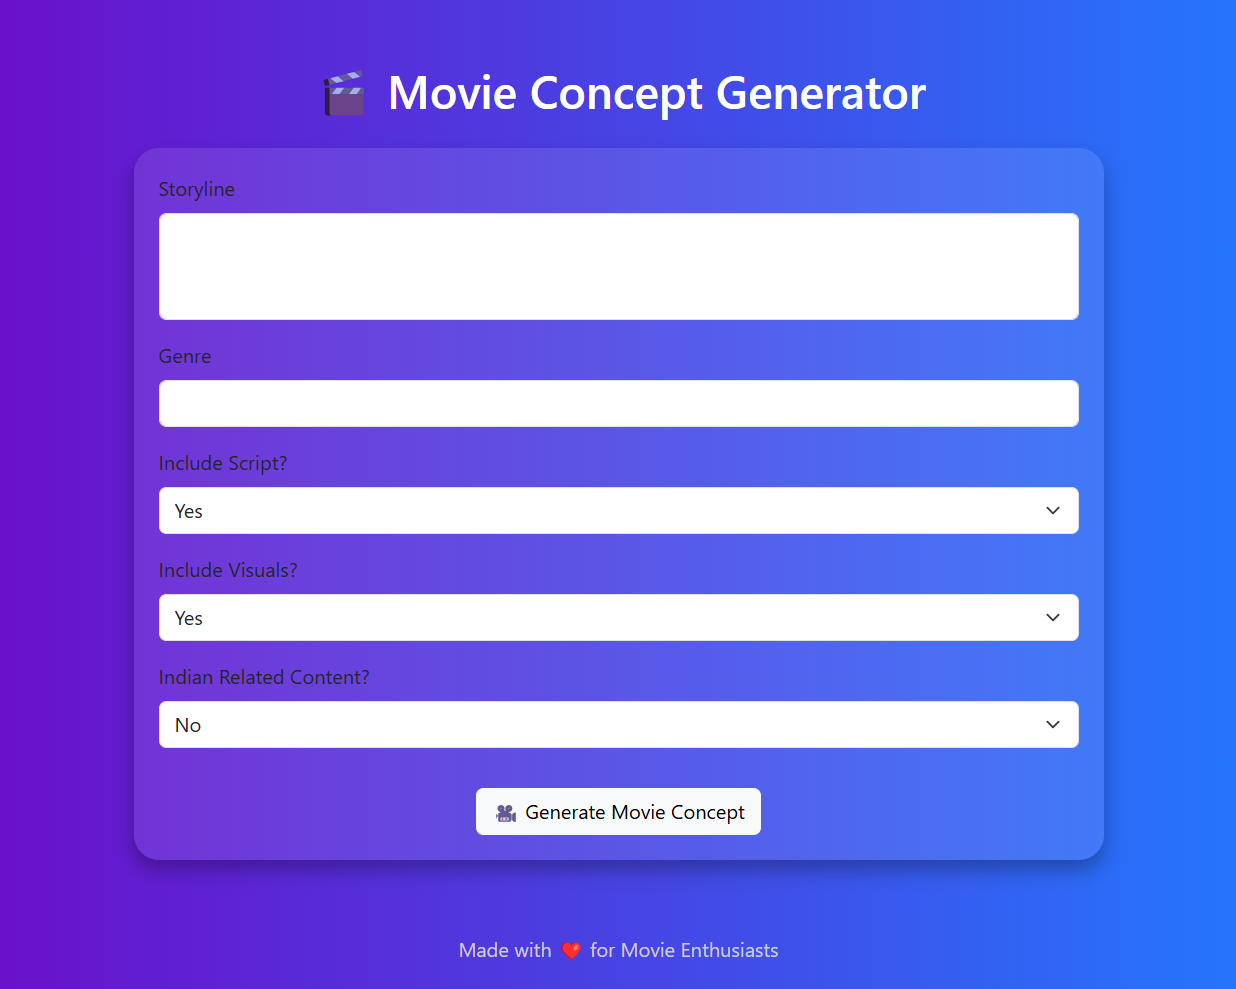 🎬 Movie Concept Generator
Storyline
Genre
Include Script?
Yes
Include Visuals?
Yes
Indian Related Content?
No
🎥 Generate Movie Concept
Made with ❤️ for Movie Enthusiasts